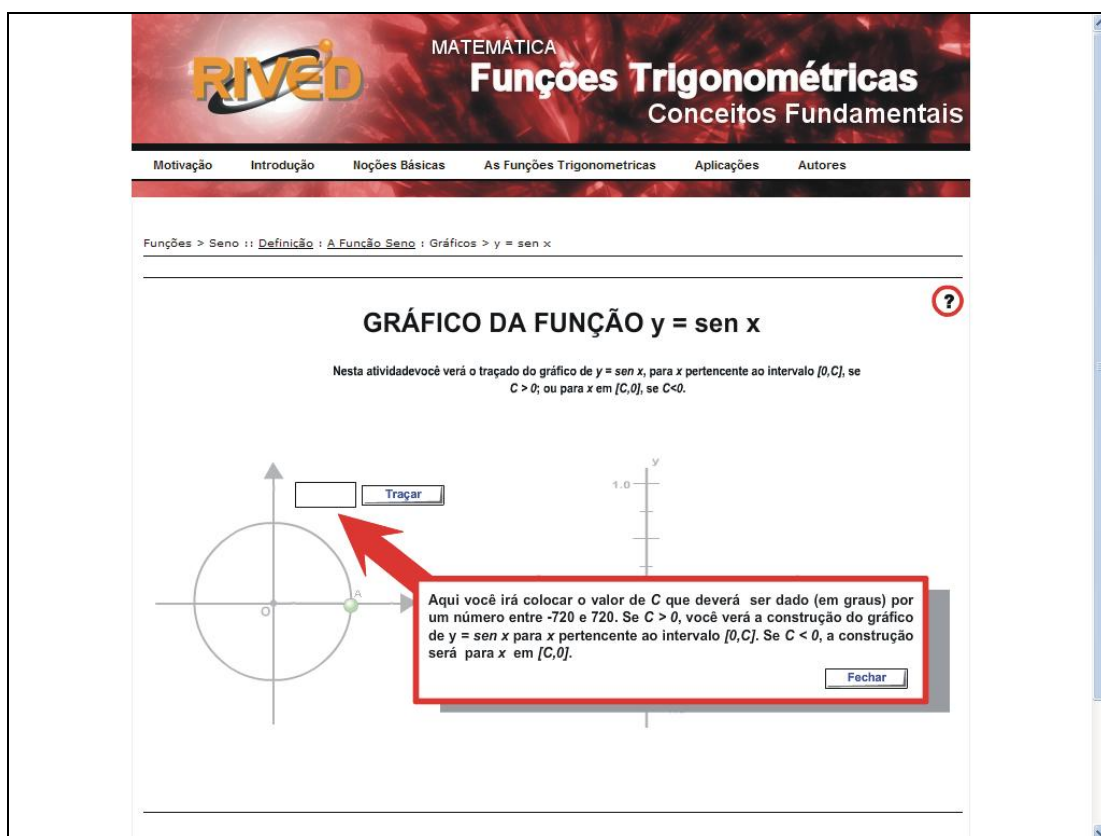 RIVED
MATEMÁTICA
Funções Trigonométricas
Conceitos Fundamentais
Motivação Introdução Noções Básicas As Funções Trigonometricas Aplicações Autores
Funções > Seno :: Definição : A Função Seno : Gráficos > y = sen x
?
GRÁFICO DA FUNÇÃO y = sen x
Nesta atividadevocê verá o traçado do gráfico de y = sen x, para x pertencente ao intervalo [0,C], se
C > 0; ou para x em [C,0], se C<0.
y
1.0
Traçar
A
O
Aqui você irá colocar o valor de C que deverá ser dado (em graus) por
um número entre -720 e 720. Se C > 0, você verá a construção do gráfico
de y = sen x para x pertencente ao intervalo [0,C]. Se C < 0, a construção
será para x em [C,0].
Fechar